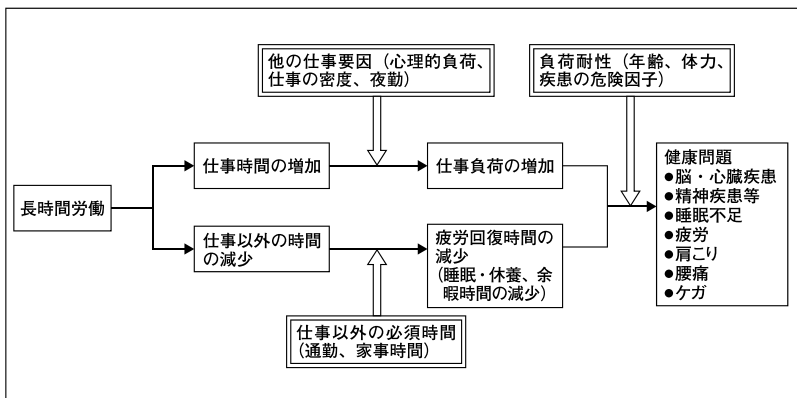 他の仕事要因（心理的負荷、
仕事の密度、夜勤）
負荷耐性（年齢、体力、
疾患の危険因子）
長時間労働
仕事時間の増加
仕事負荷の増加
仕事以外の時間
の減少
疲労回復時間の
減少
（睡眠・休養、余
暇時間の減少）
仕事以外の必須時間
（通勤、家事時間）
健康問題
●脳・心臓疾患
●精神疾患等
●睡眠不足
●疲労
●肩こり
●腰痛
●ケガ